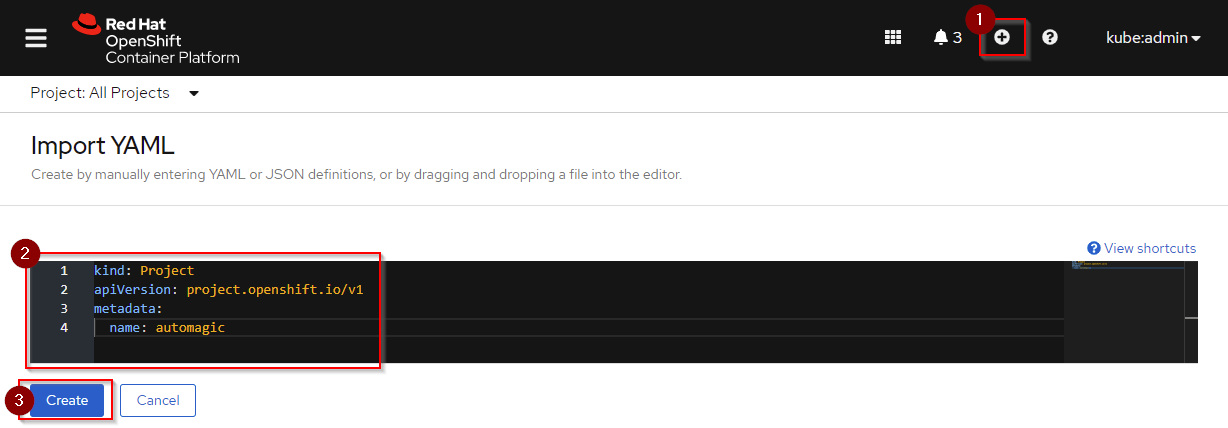 1
Red Hat
OpenShift
Container Platform
3
kube:admin
Project: All Projects
Import YAML
Create by manually entering YAML or JSON definitions, or by dragging and dropping a file into the editor.
View shortcuts
2
1 kind: Project
2 apiVersion: project.openshift.io/v1
3 metadata:
4   name: automagic
3
Create
Cancel